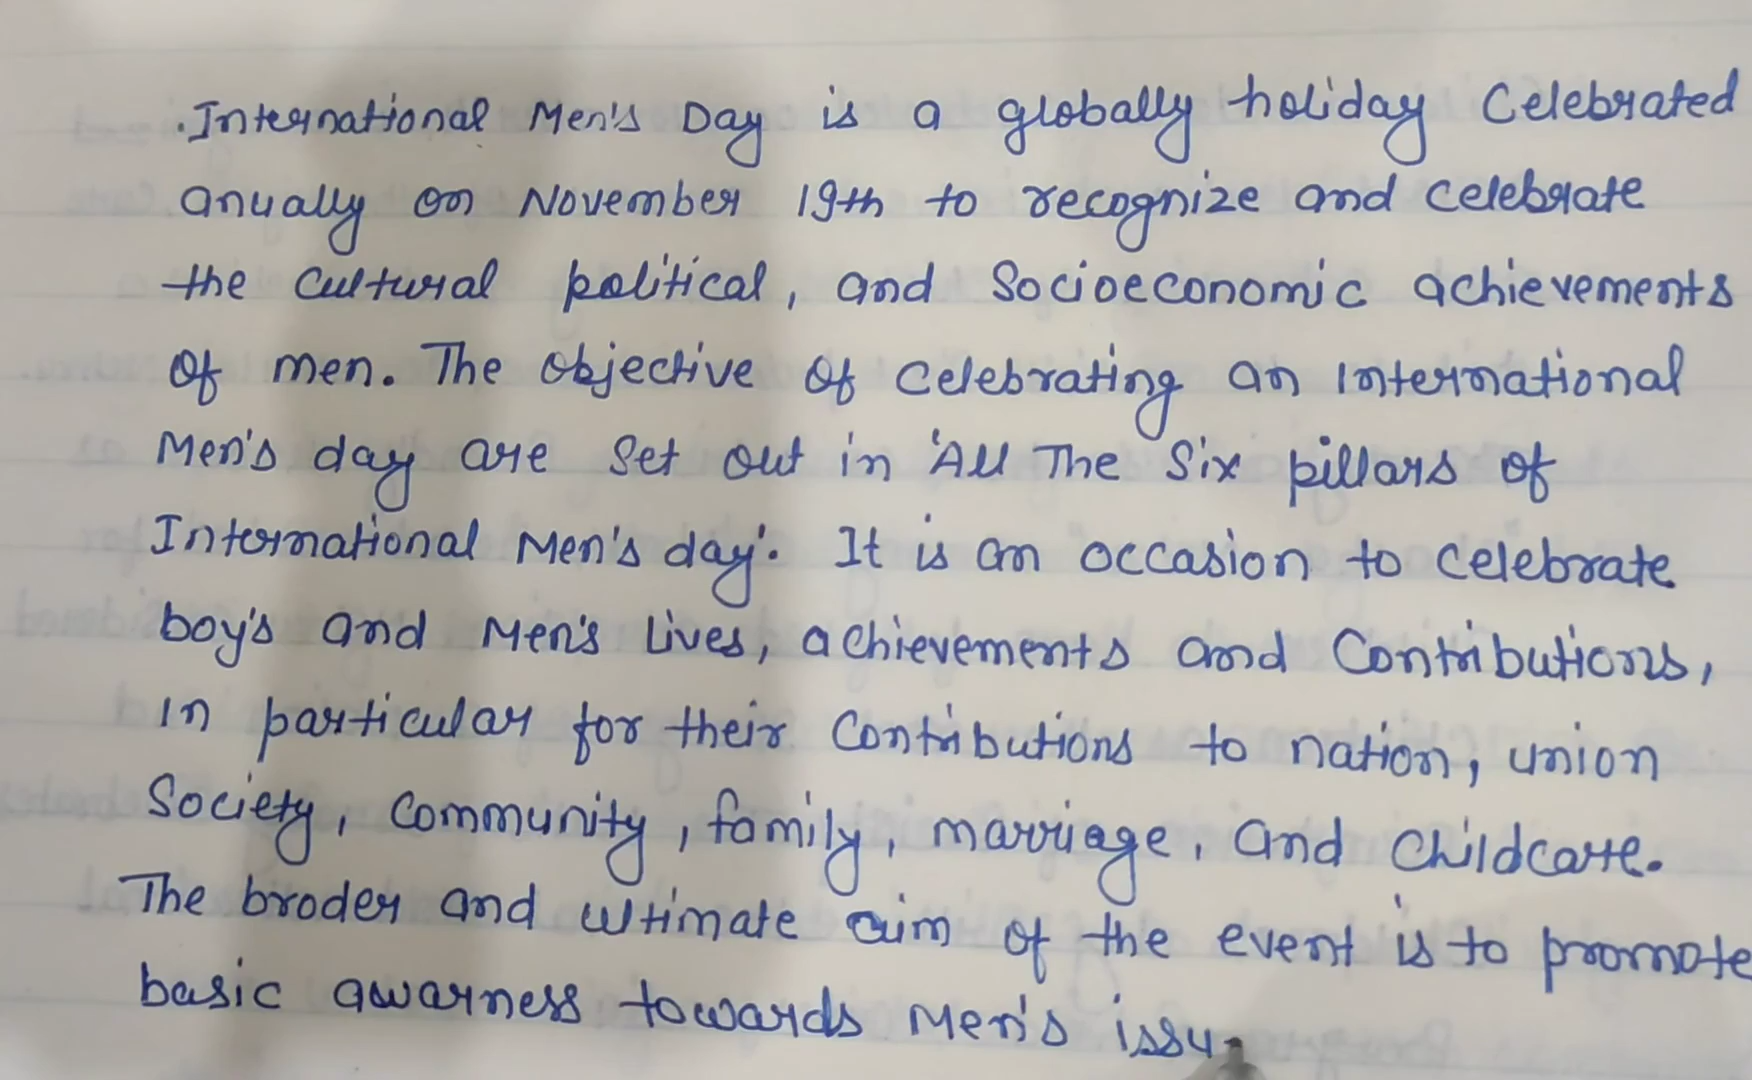 International Men's Day is a globally holiday Celebrated
anually on November 19th to recognize and celebrate
the Cultural political, and Socioeconomic achievements
Of men. The Objective Of Celebrating an International
Men's day are Set out in 'All The Six pillars of
International Men's day'. It is an occasion to celebrate
boy's and Men's lives, achievements and Contributions,
in particular for their Contributions to nation, union
Society, Community, family, marriage, and Childcare.
The broder and ultimate aim of the event is to promote
basic awarness towards Men's issu